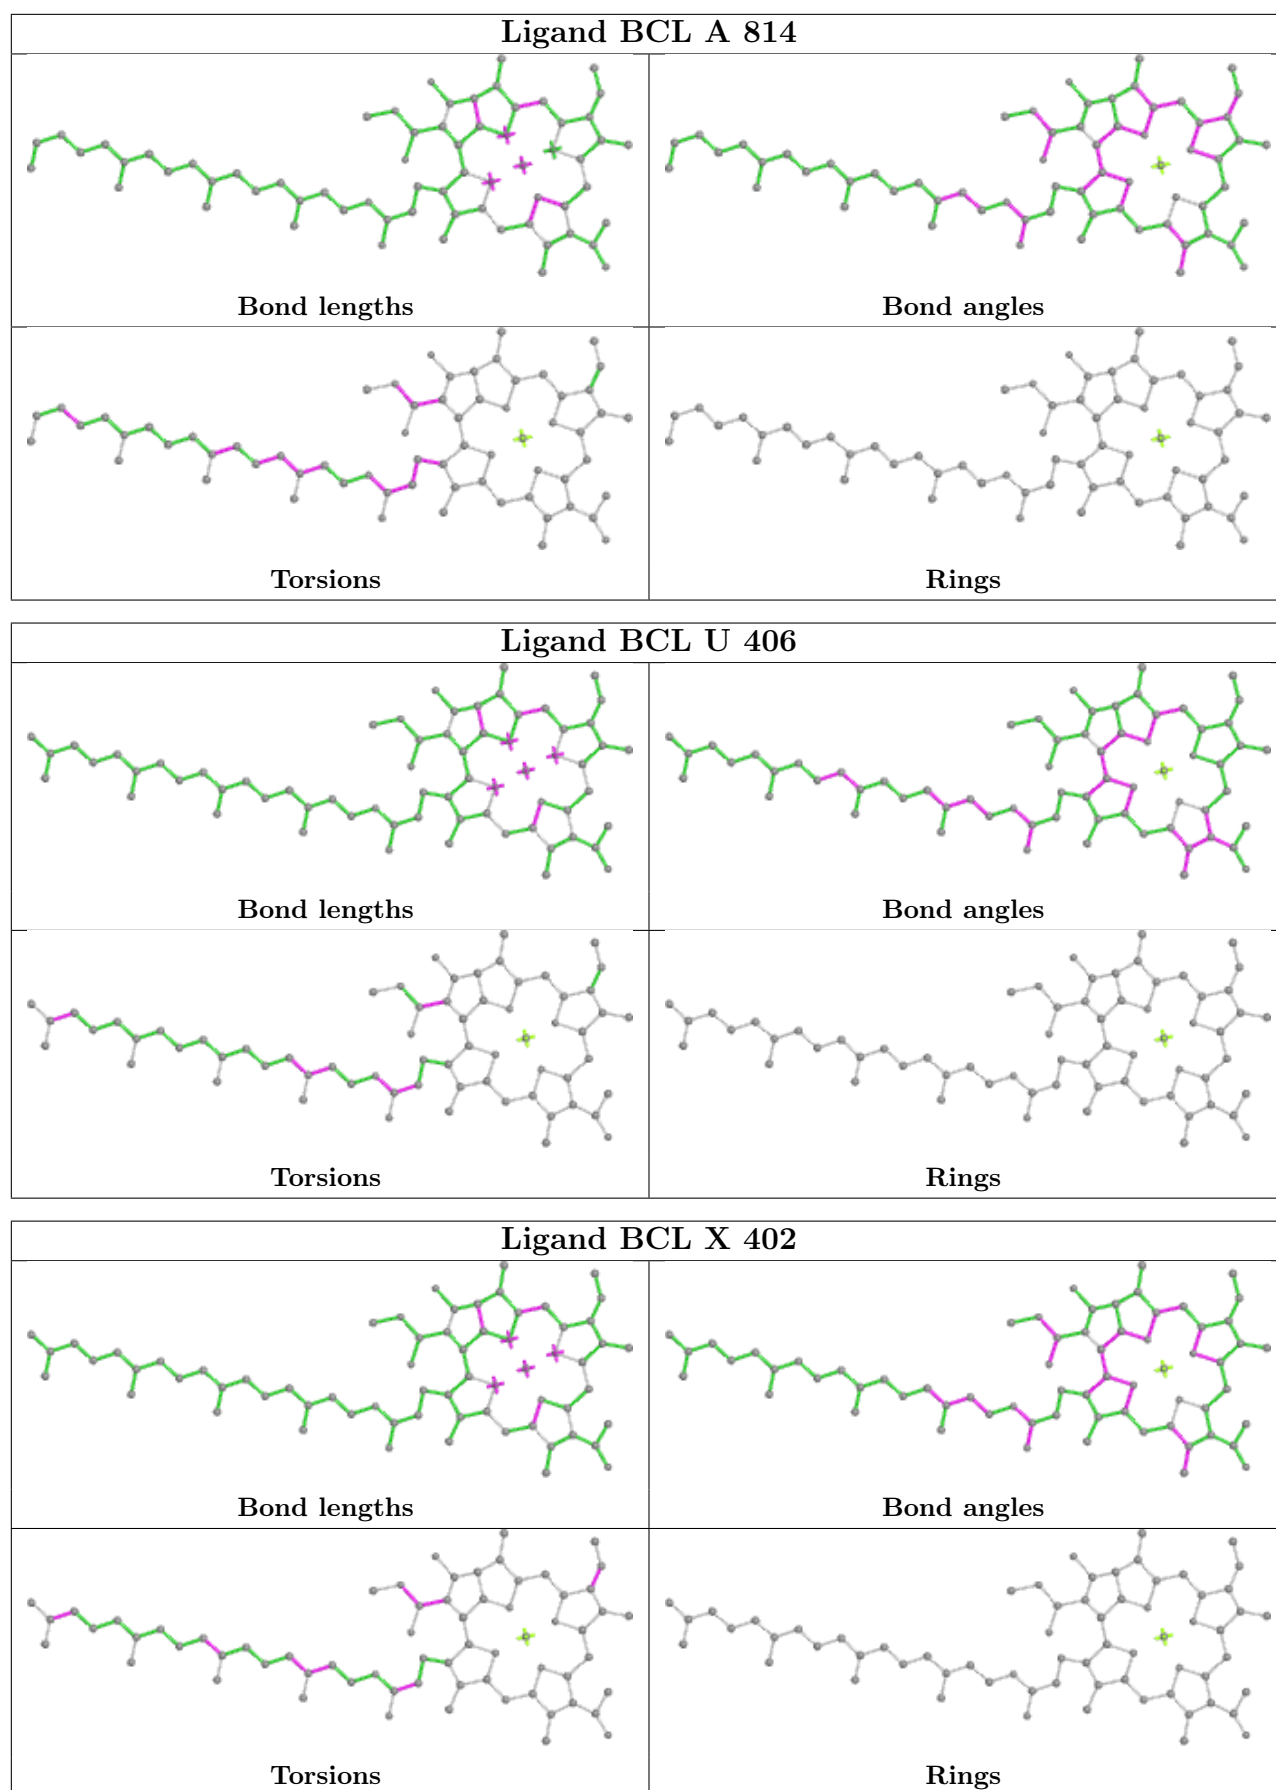 Ligand BCL A 814
Bond lengths
Bond angles
Torsions
Rings
Ligand BCL U 406
Bond lengths
Bond angles
Torsions
Rings
Ligand BCL X 402
Bond lengths
Bond angles
Torsions
Rings